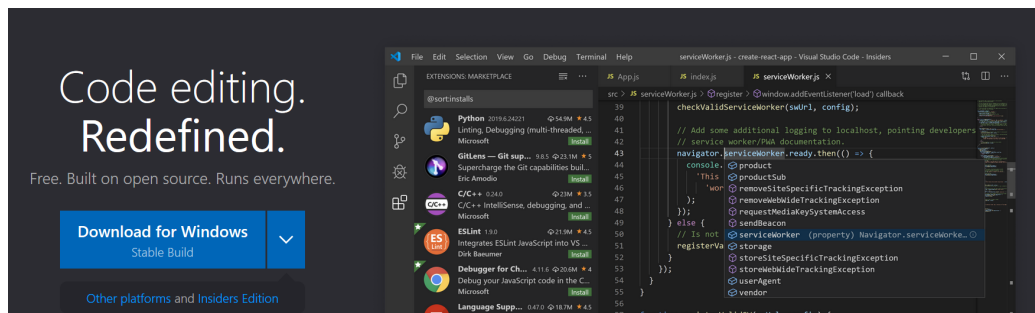 Code editing.
Redefined.
Free. Built on open source. Runs everywhere.
Download for Windows
Stable Build
Other platforms and Insiders Edition
File Edit Selection View Go Debug Terminal Help
serviceWorker.js - create-react-app - Visual Studio Code - Insiders
EXTENSIONS: MARKETPLACE
@sort:installs
Python 2019.6.24221 54.9M ★ 4.5
Linting, Debugging (multi-threaded, ...
Microsoft Install
GitLens — Git sup... 9.8.5 23.1M ★ 5
Supercharge the Git capabilities buil...
Eric Amodio Install
C/C++ 0.24.0 23M ★ 3.5
C/C++ IntelliSense, debugging, and ...
Microsoft Install
ESLint 1.9.0 21.9M ★ 4.5
Integrates ESLint JavaScript into VS ...
Dirk Baeumer Install
Debugger for Ch... 4.11.6 20.6M ★ 4
Debug your JavaScript code in the C...
Microsoft Install
Language Supp... 0.47.0 18.7M ★ 4.5
JS App.js JS index.js JS serviceWorker.js ×
src > JS serviceWorker.js > register > window.addEventListener('load') callback
39 checkValidServiceWorker(swUrl, config);
40
41 // Add some additional logging to localhost, pointing developers
42 // service worker/PWA documentation.
43 navigator.serviceWorker.ready.then(() => {
44 console.
45 'This
46 'wor
47 );
48 });
49 } else {
50 // Is not
51 registerVa
52 }
53 });
54 }
55 }
56
product
productSub
removeSiteSpecificTrackingException
removeWebWideTrackingException
requestMediaKeySystemAccess
sendBeacon
serviceWorker (property) Navigator.serviceWorke...
storage
storeSiteSpecificTrackingException
storeWebWideTrackingException
userAgent
vendor